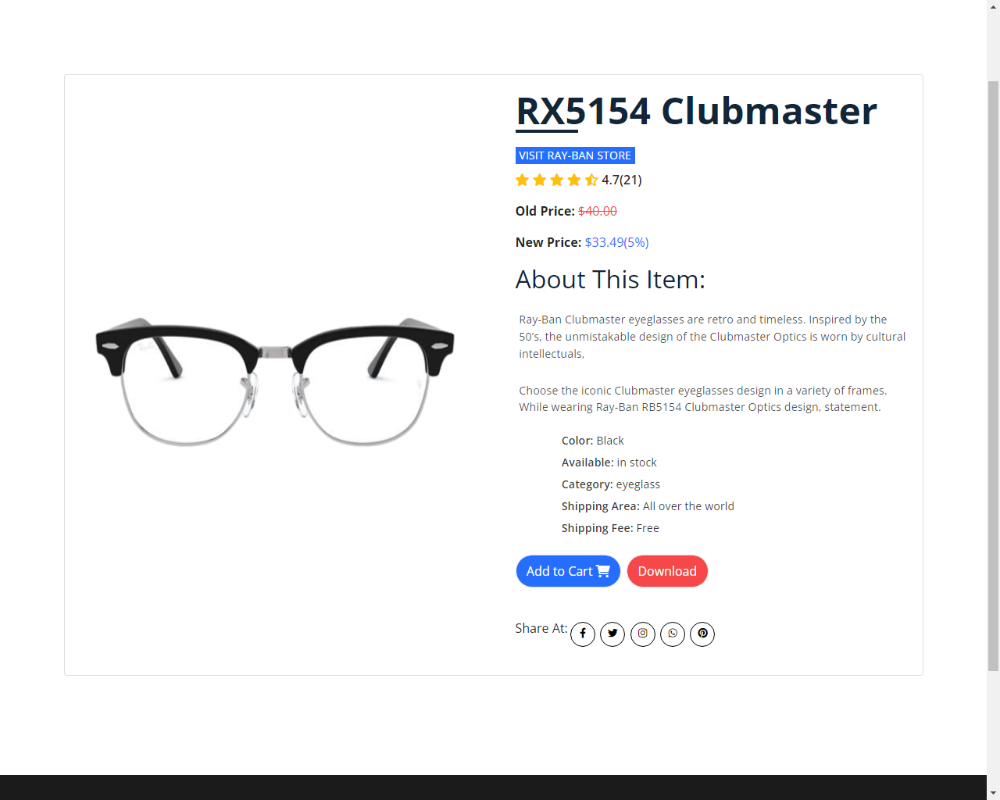 RX5154 Clubmaster
VISIT RAY-BAN STORE
4.7(21)
Old Price: $40.00
New Price: $33.49(5%)
About This Item:
Ray-Ban Clubmaster eyeglasses are retro and timeless. Inspired by the
50’s, the unmistakable design of the Clubmaster Optics is worn by cultural
intellectuals,
Choose the iconic Clubmaster eyeglasses design in a variety of frames.
While wearing Ray-Ban RB5154 Clubmaster Optics design, statement.
Color: Black
Available: in stock
Category: eyeglass
Shipping Area: All over the world
Shipping Fee: Free
Add to Cart
Download
Share At: